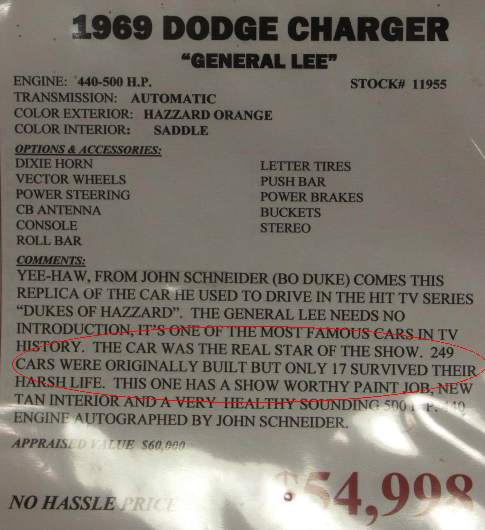 1969 DODGE CHARGER
"GENERAL LEE"
ENGINE: 440-500 H.P. STOCK# 11955
TRANSMISSION: AUTOMATIC
COLOR EXTERIOR: HAZZARD ORANGE
COLOR INTERIOR: SADDLE
OPTIONS & ACCESSORIES:
DIXIE HORN LETTER TIRES
VECTOR WHEELS PUSH BAR
POWER STEERING POWER BRAKES
CB ANTENNA BUCKETS
CONSOLE STEREO
ROLL BAR
COMMENTS:
YEE-HAW, FROM JOHN SCHNEIDER (BO DUKE) COMES THIS
REPLICA OF THE CAR HE USED TO DRIVE IN THE HIT TV SERIES
"DUKES OF HAZZARD". THE GENERAL LEE NEEDS NO
INTRODUCTION, IT'S ONE OF THE MOST FAMOUS CARS IN TV
HISTORY. THE CAR WAS THE REAL STAR OF THE SHOW. 249
CARS WERE ORIGINALLY BUILT BUT ONLY 17 SURVIVED THEIR
HARSH LIFE. THIS ONE HAS A SHOW WORTHY PAINT JOB, NEW
TAN INTERIOR AND A VERY HEALTHY SOUNDING 500 H.P. 440
ENGINE AUTOGRAPHED BY JOHN SCHNEIDER.
APPRAISED VALUE $60,000
NO HASSLE PRICE $54,998